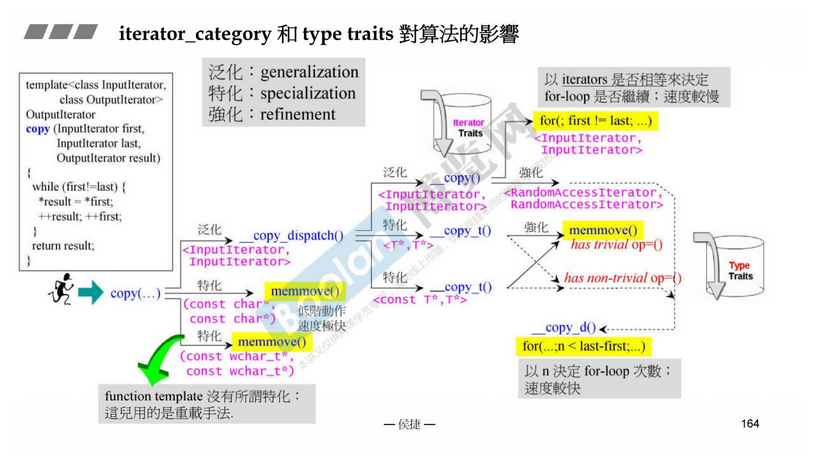 iterator_category 和 type traits 對算法的影響
template<class InputIterator,
class OutputIterator>
OutputIterator
copy (InputIterator first,
InputIterator last,
OutputIterator result)
{
while (first!=last) {
*result = *first;
++result; ++first;
}
return result;
}
泛化：generalization
特化：specialization
強化：refinement
Iterator
Traits
以 iterators 是否相等來決定
for-loop 是否繼續；速度較慢
for(; first != last; ...)
<InputIterator,
InputIterator>
泛化
__copy()
<InputIterator,
InputIterator>
強化
<RandomAccessIterator,
RandomAccessIterator>
泛化
__copy_dispatch()
<InputIterator,
InputIterator>
特化
__copy_t()
<T*,T*>
強化
memmove()
has trivial op=()
Type
Traits
copy(…)
特化
memmove()
(const char*,
const char*)
低階動作
速度極快
特化
__copy_t()
<const T*,T*>
has non-trivial op=()
特化
memmove()
(const wchar_t*,
const wchar_t*)
__copy_d()
for(...;n < last-first;...)
以 n 決定 for-loop 次數；
速度較快
function template 沒有所謂特化；
這兒用的是重載手法.
— 侯捷 —
164
Boolan
博览网